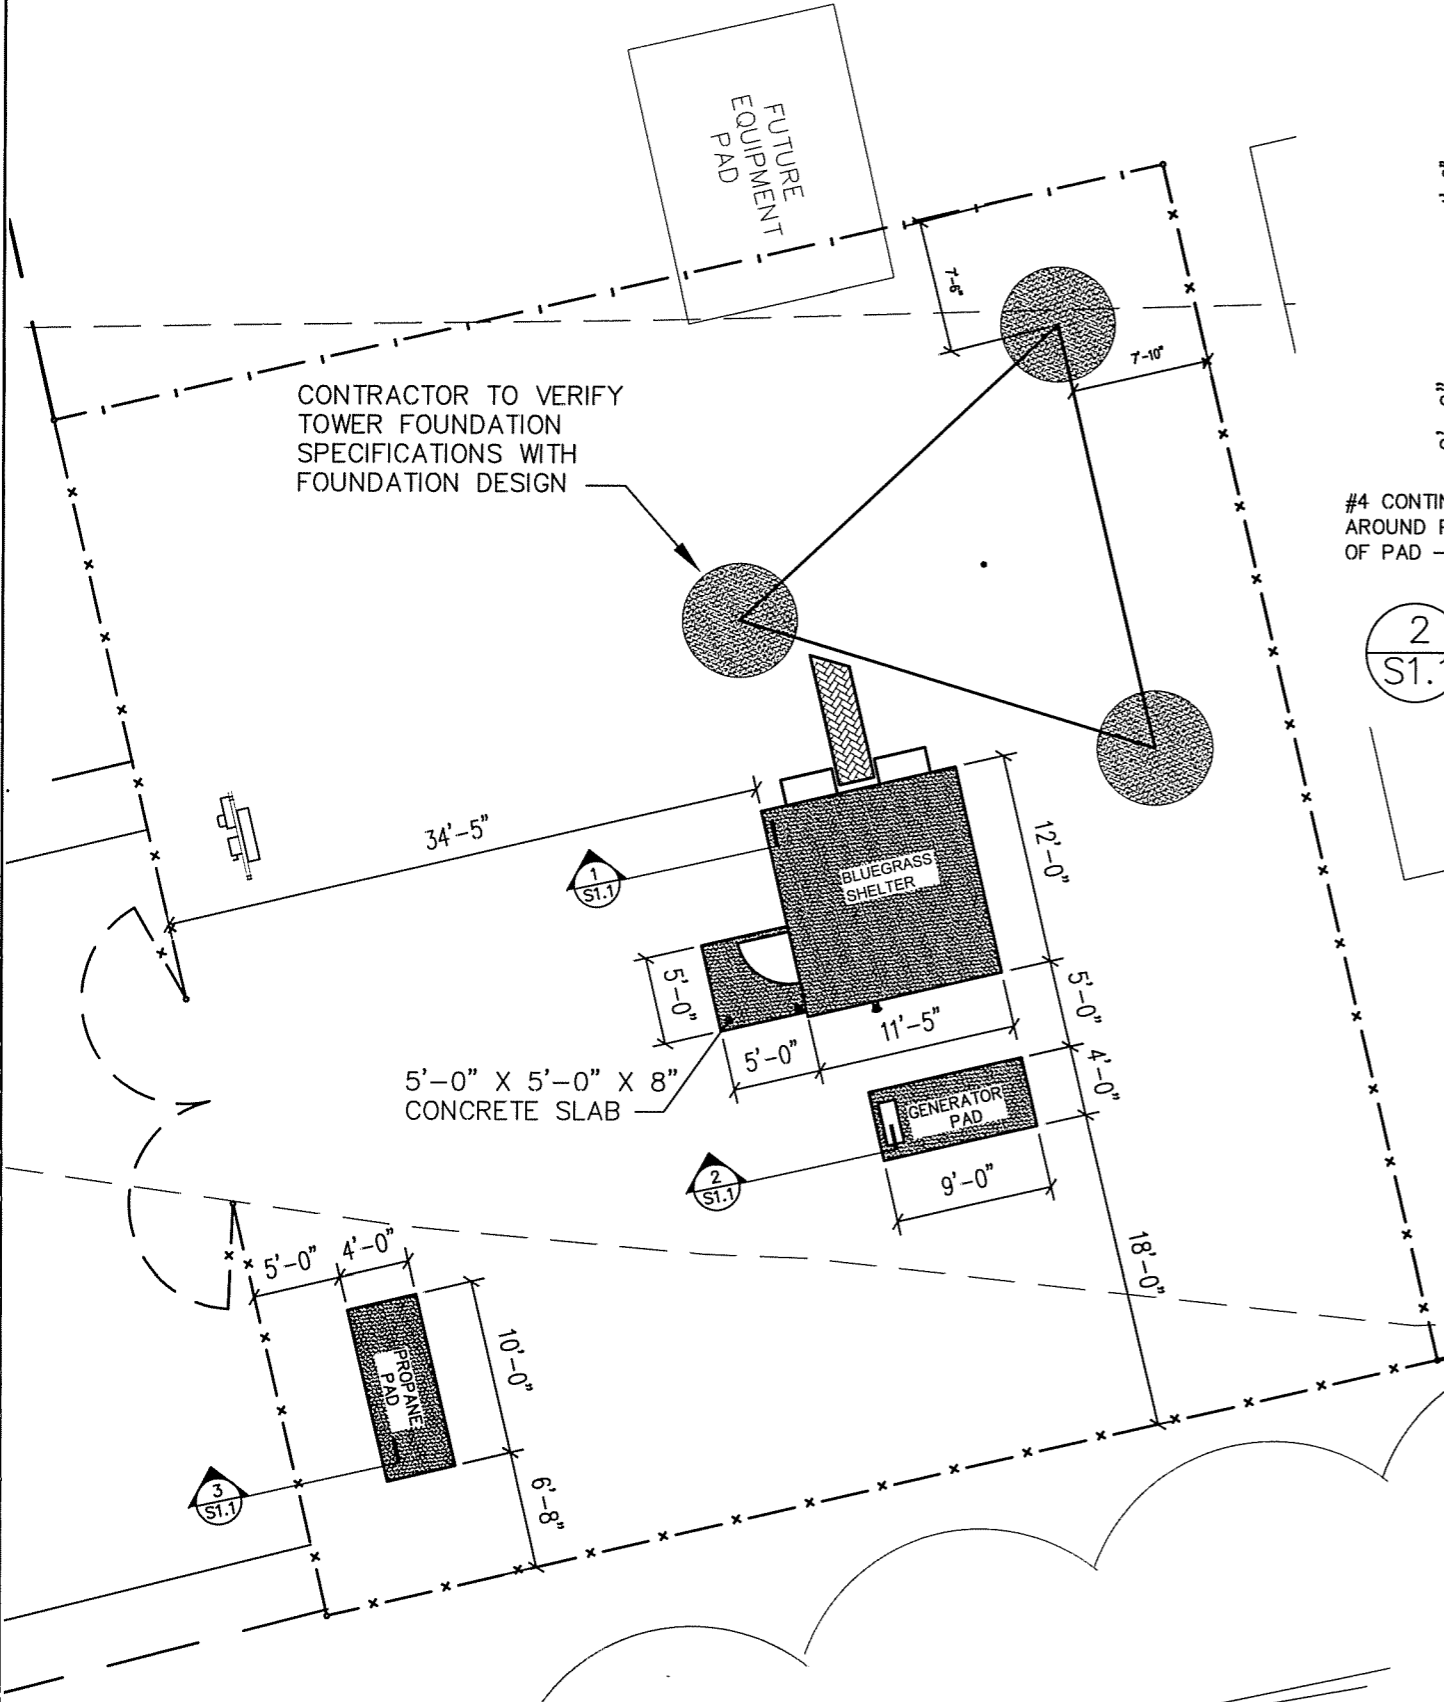 FUTURE
EQUIPMENT
PAD
7'-6"
7'-10"
CONTRACTOR TO VERIFY
TOWER FOUNDATION
SPECIFICATIONS WITH
FOUNDATION DESIGN
#4 CONTIN
AROUND
OF PAD
2
S1.1
34'-5"
1
S1.1
BLUEGRASS
SHELTER
12'-0"
5'-0"
5'-0"
11'-5"
5'-0"
4'-0"
5'-0" X 5'-0" X 8"
CONCRETE SLAB
GENERATOR
PAD
2
S1.1
9'-0"
18'-0"
5'-0"
4'-0"
10'-0"
PROPANE
PAD
3
S1.1
6'-8"